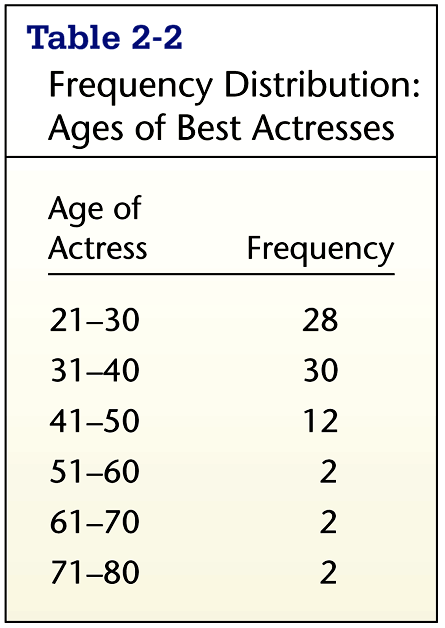 Table 2-2
Frequency Distribution:
Ages of Best Actresses
Age of
Actress Frequency
21–30 28
31–40 30
41–50 12
51–60 2
61–70 2
71–80 2